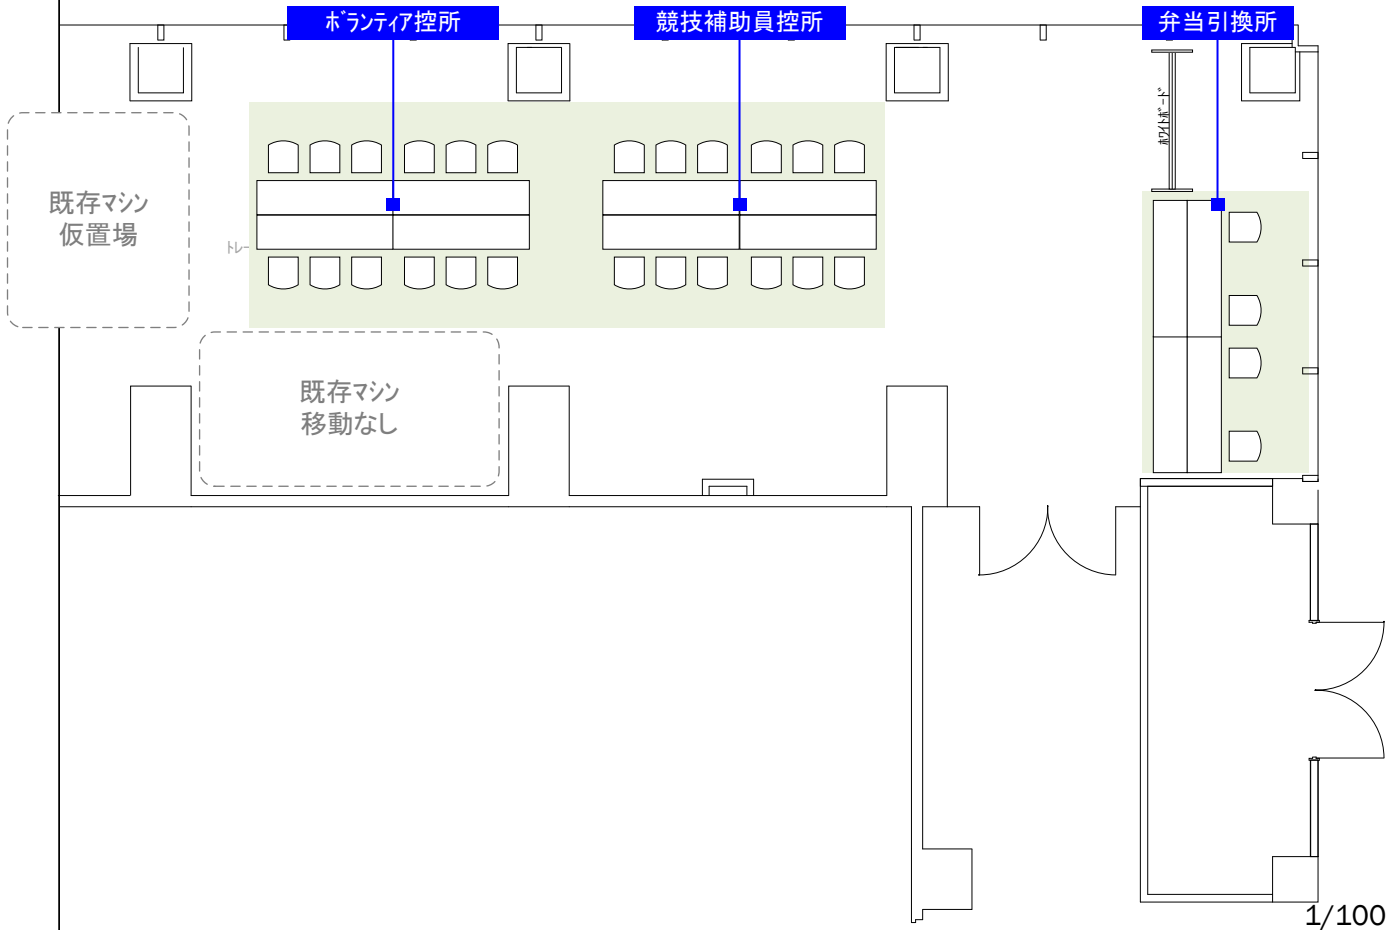 ﾎﾞﾗﾝﾃｨｱ控所
競技補助員控所
弁当引換所
ﾎﾜｲﾄﾎﾞｰﾄﾞ
既存ﾏｼﾝ
仮置場
ﾄﾚｰ
既存ﾏｼﾝ
移動なし
1/100